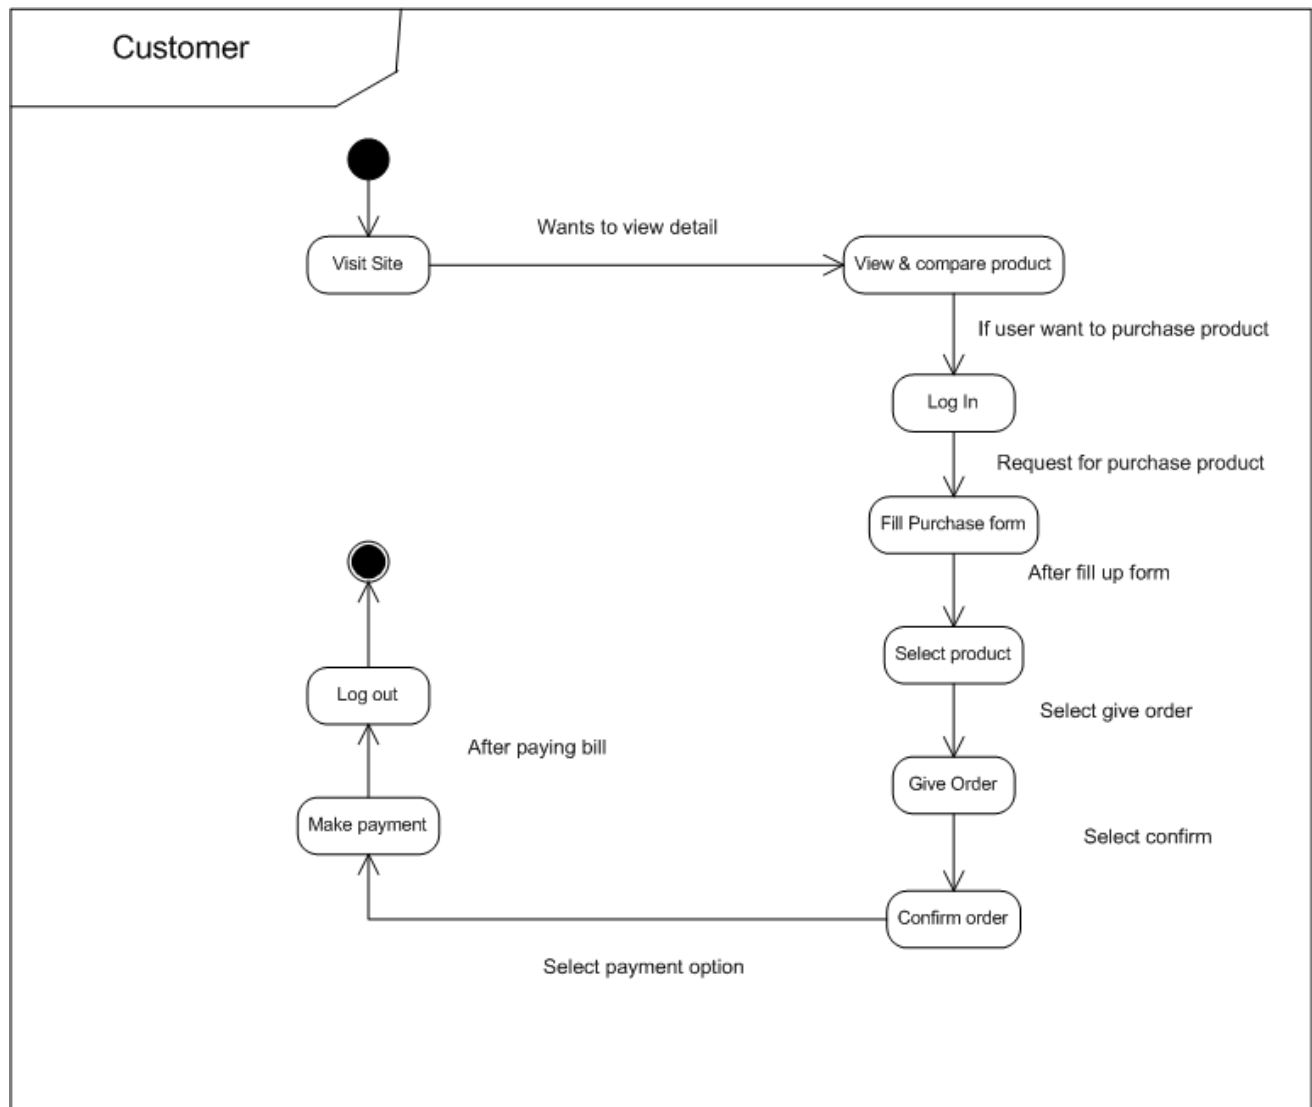 Customer
Wants to view detail
Visit Site
View & compare product
If user want to purchase product
Log In
Request for purchase product
Fill Purchase form
After fill up form
Select product
Select give order
Give Order
Select confirm
Confirm order
Select payment option
Make payment
After paying bill
Log out